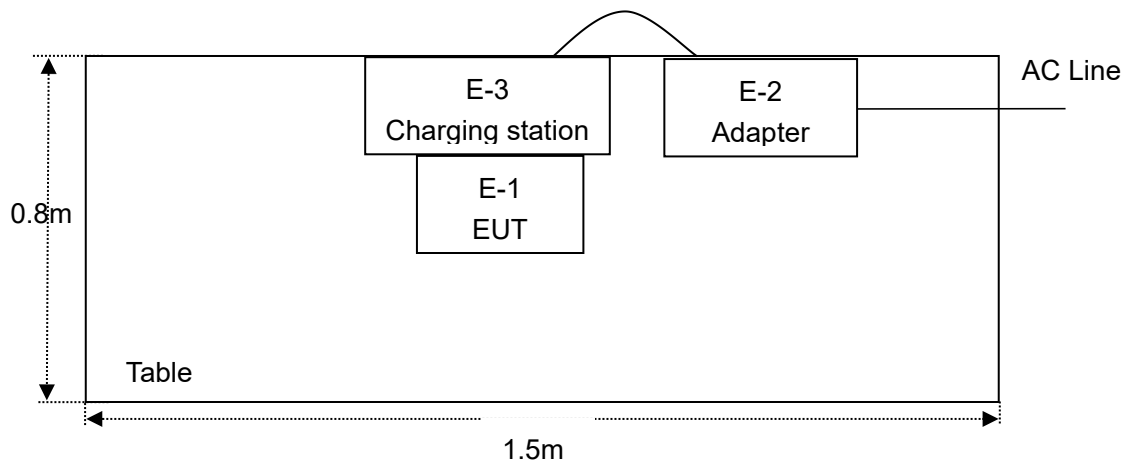 E-3
Charging station
E-2
Adapter
AC Line
E-1
EUT
0.8m
Table
1.5m